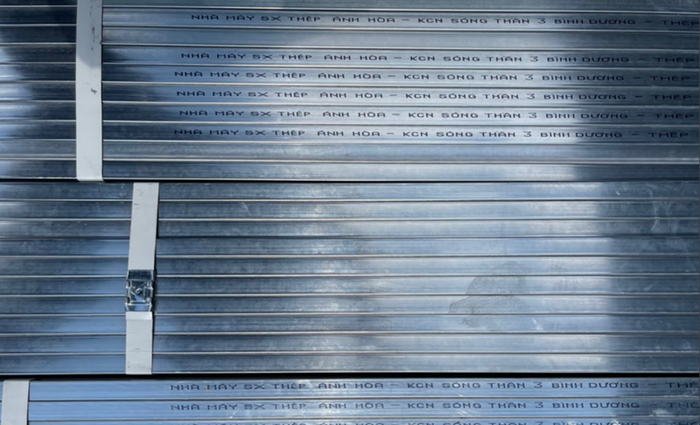 NHÀ MÁY SX THÉP ÁNH HÒA - KCN SÓNG THẦN 3 BÌNH DƯƠNG - THÉP
NHÀ MÁY SX THÉP ÁNH HÒA - KCN SÓNG THẦN 3 BÌNH DƯƠNG - THÉP
NHÀ MÁY SX THÉP ÁNH HÒA - KCN SÓNG THẦN 3 BÌNH DƯƠNG - THÉP
NHÀ MÁY SX THÉP ÁNH HÒA - KCN SÓNG THẦN 3 BÌNH DƯƠNG - THÉP
NHÀ MÁY SX THÉP ÁNH HÒA - KCN SÓNG THẦN 3 BÌNH DƯƠNG - THÉP
NHÀ MÁY SX THÉP ÁNH HÒA - KCN SÓNG THẦN 3 BÌNH DƯƠNG - THÉP
NHÀ MÁY SX THÉP ÁNH HÒA - KCN SÓNG THẦN 3 BÌNH DƯƠNG - THÉ
NHÀ MÁY SX THÉP ÁNH HÒA - KCN SÓNG THẦN 3 BÌNH DƯƠNG - THÉ